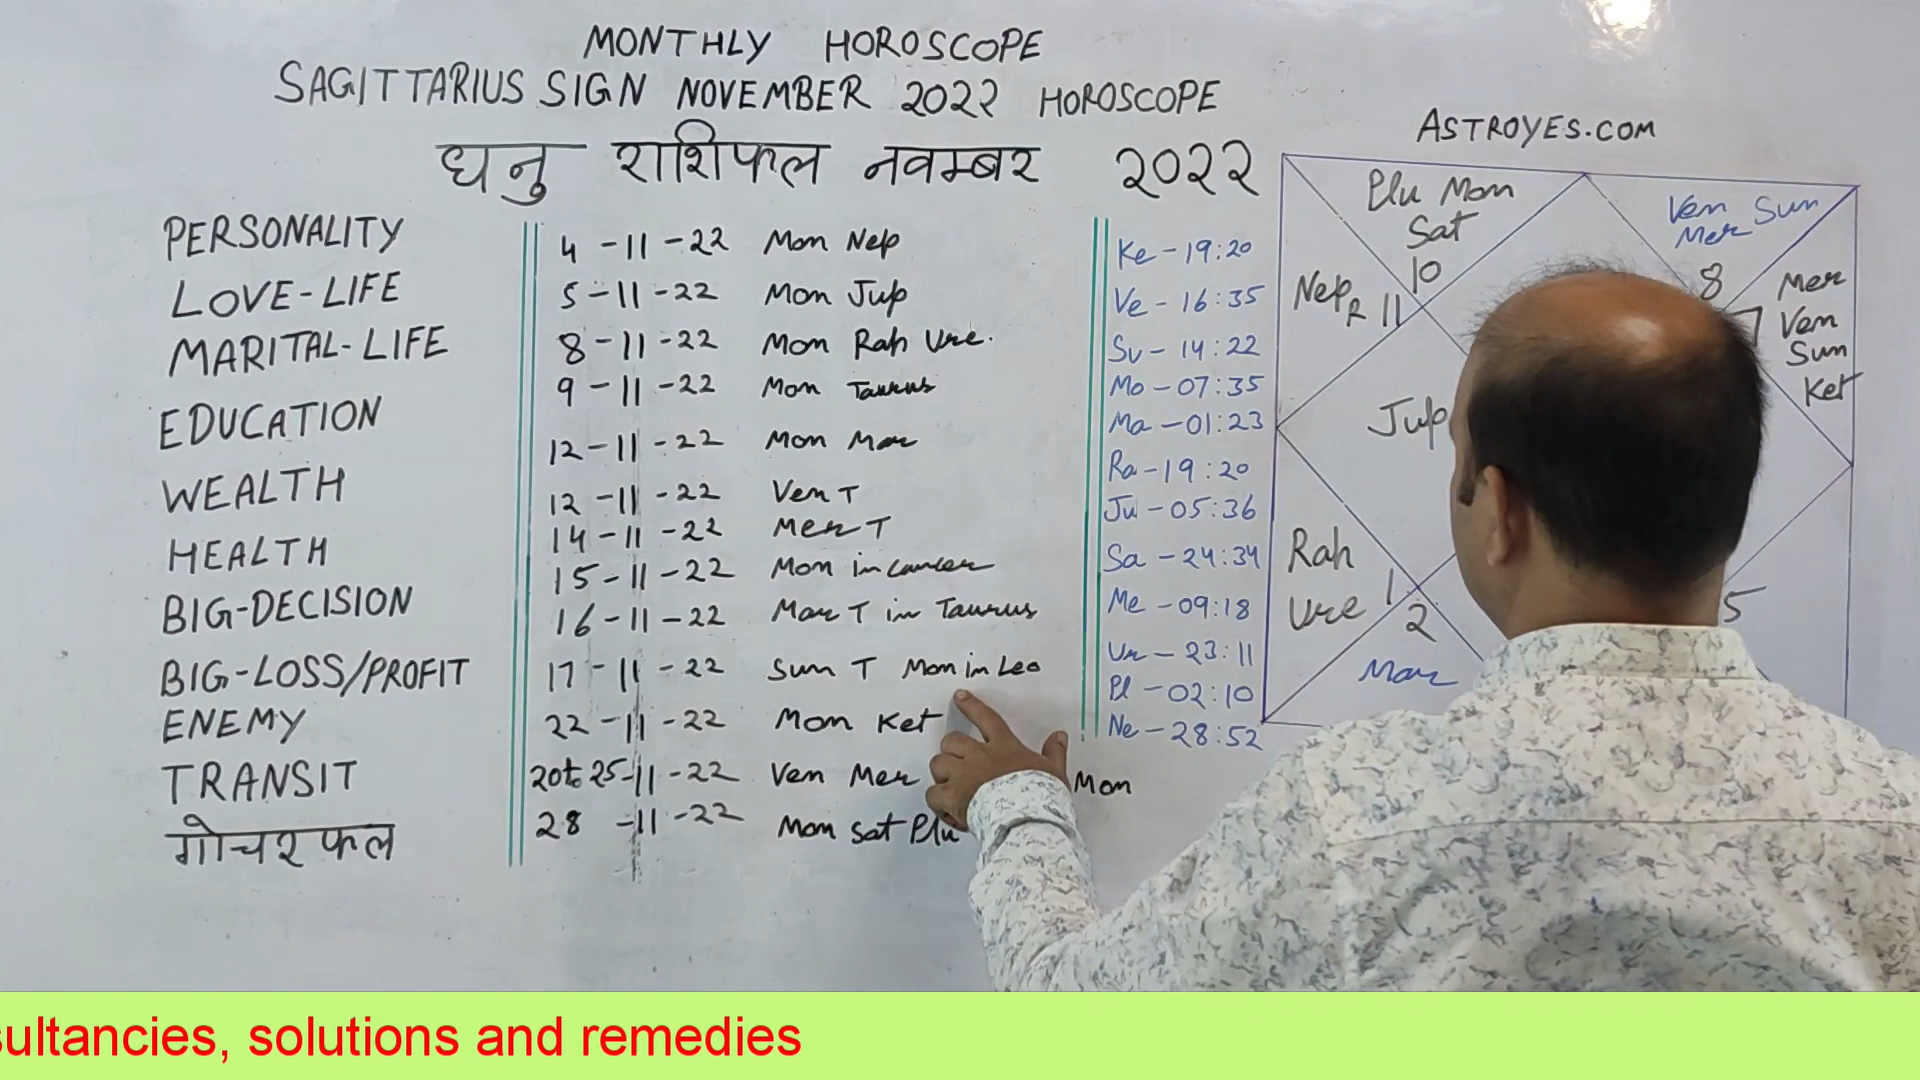 MONTHLY HOROSCOPE
SAGITTARIUS SIGN NOVEMBER 2022 HOROSCOPE
धनु राशिफल नवम्बर २०२२
ASTROYES.COM
PERSONALITY
LOVE-LIFE
MARITAL-LIFE
EDUCATION
WEALTH
HEALTH
BIG-DECISION
BIG-LOSS/PROFIT
ENEMY
TRANSIT
गोचर फल
4-11-22 Mon Nep
5-11-22 Mon Jup
8-11-22 Mon Rah Ure.
9-11-22 Mon Taurus
12-11-22 Mon Mar
12-11-22 Ven T
14-11-22 Mer T
15-11-22 Mon in cancer
16-11-22 Mar T in Taurus
17-11-22 Sun T Mon in Leo
22-11-22 Mon Ket
20 to 25-11-22 Ven Mer Mon
28-11-22 Mon Sat Plu
Ke-19:20
Ve-16:35
Su-14:22
Mo-07:35
Ma-01:23
Ra-19:20
Ju-05:36
Sa-24:34
Me-09:18
Ur-23:11
Pl-02:10
Ne-28:52
Plu Mon
Sat
10
Ven Sun
Mer
8
Nep R 11
Mer
Ven
Sun
Ket
Jup
Rah
Ure 1
2
Mar
5
sultancies, solutions and remedies